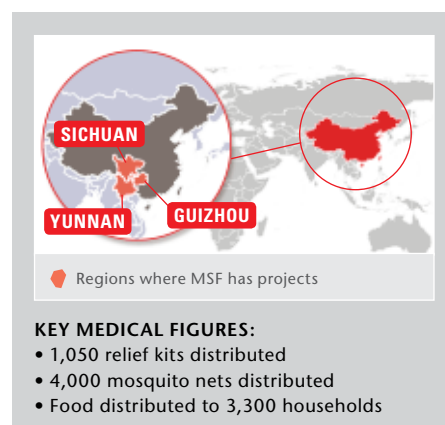 SICHUAN
YUNNAN
GUIZHOU
Regions where MSF has projects
KEY MEDICAL FIGURES:
• 1,050 relief kits distributed
• 4,000 mosquito nets distributed
• Food distributed to 3,300 households